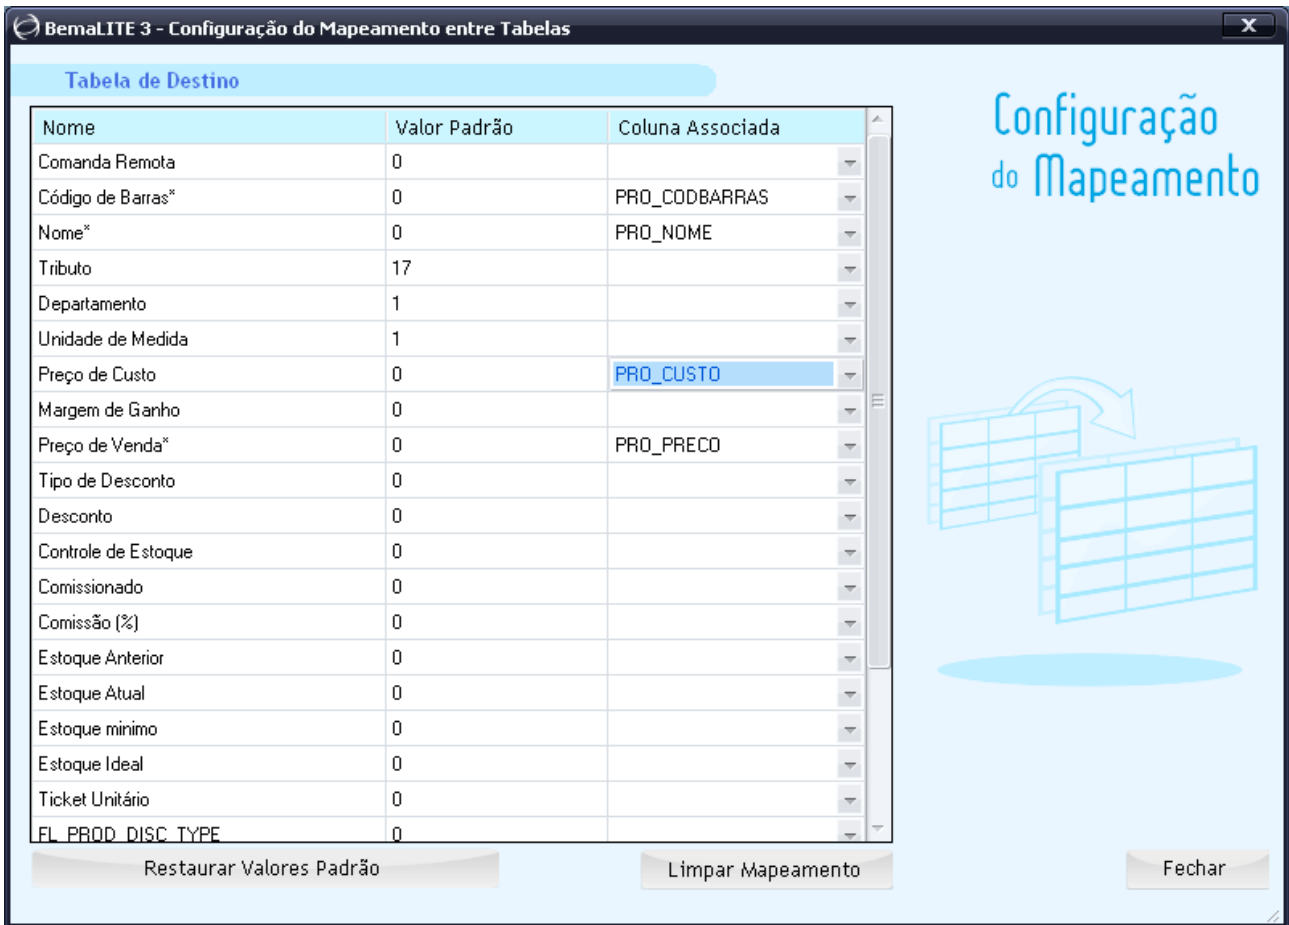 BemaLITE 3 - Configuração do Mapeamento entre Tabelas
Tabela de Destino
Configuração
do Mapeamento
Nome Valor Padrão Coluna Associada
Comanda Remota 0
Código de Barras* 0 PRO_CODBARRAS
Nome* 0 PRO_NOME
Tributo 17
Departamento 1
Unidade de Medida 1
Preço de Custo 0 PRO_CUSTO
Margem de Ganho 0
Preço de Venda* 0 PRO_PRECO
Tipo de Desconto 0
Desconto 0
Controle de Estoque 0
Comissionado 0
Comissão (%) 0
Estoque Anterior 0
Estoque Atual 0
Estoque minimo 0
Estoque Ideal 0
Ticket Unitário 0
FL_PROD_DISC_TYPE 0
Restaurar Valores Padrão Limpar Mapeamento Fechar